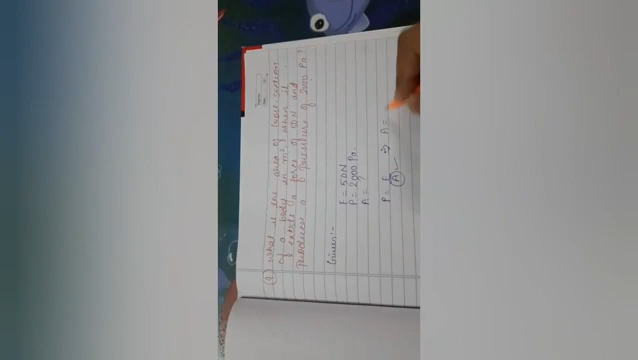 (1) What is the area of cross section
of a body in m², when it
exerts a force of 50N and
produces a pressure of 2000 Pa?
Given:-
F = 50N
P = 2000 Pa.
A = ?
P = F/A ⇒ A =